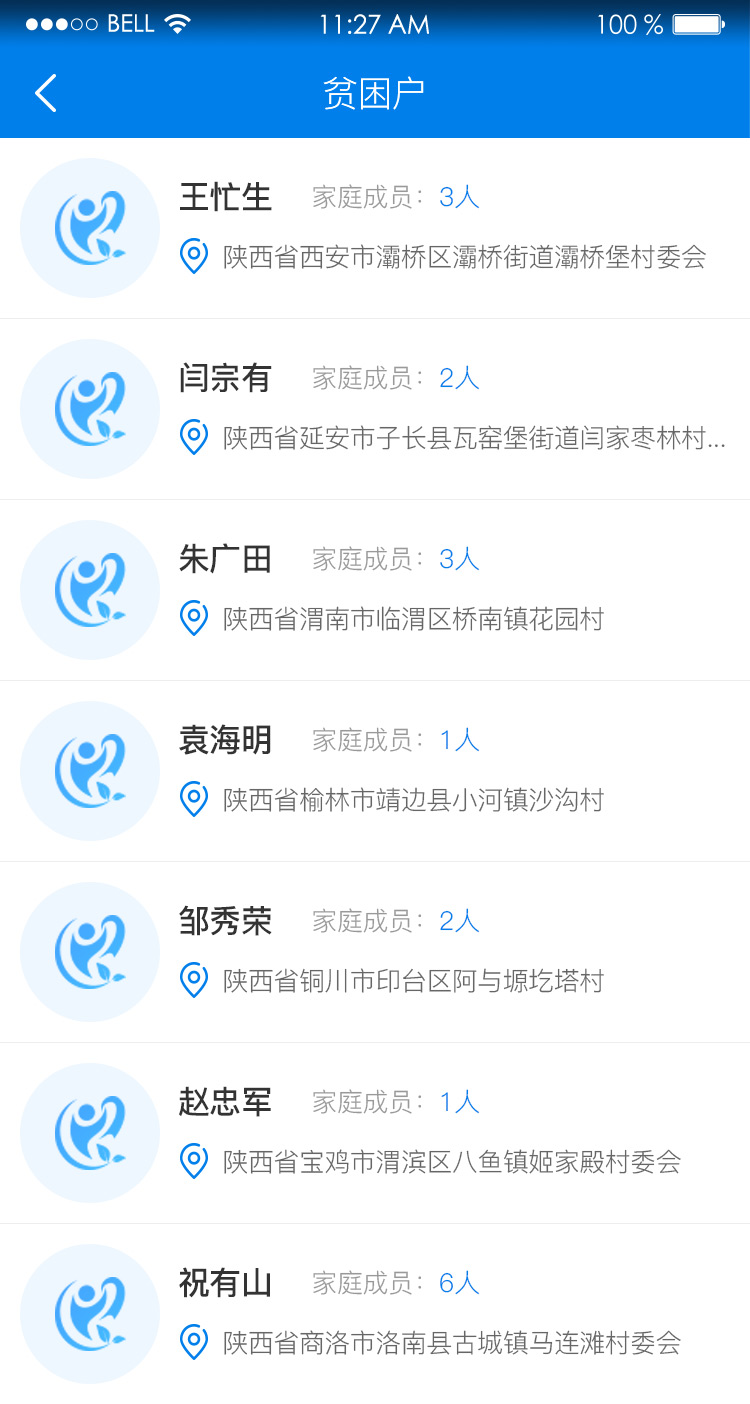 BELL 11:27 AM 100 %
贫困户
王忙生 家庭成员：3人
陕西省西安市灞桥区灞桥街道灞桥堡村委会
闫宗有 家庭成员：2人
陕西省延安市子长县瓦窑堡街道闫家枣林村...
朱广田 家庭成员：3人
陕西省渭南市临渭区桥南镇花园村
袁海明 家庭成员：1人
陕西省榆林市靖边县小河镇沙沟村
邹秀荣 家庭成员：2人
陕西省铜川市印台区阿与塬圪塔村
赵忠军 家庭成员：1人
陕西省宝鸡市渭滨区八鱼镇姬家殿村委会
祝有山 家庭成员：6人
陕西省商洛市洛南县古城镇马连滩村委会